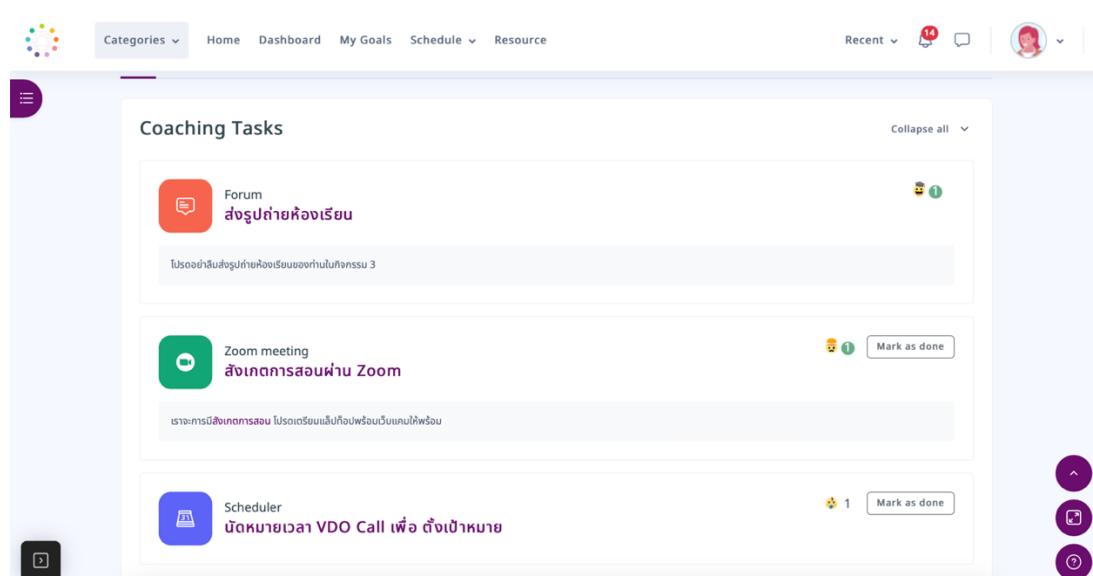 Categories
Home
Dashboard
My Goals
Schedule
Resource
Recent
14
Coaching Tasks
Collapse all
Forum
ส่งรูปถ่ายห้องเรียน
1
โปรดอย่าลืมส่งรูปถ่ายห้องเรียนของท่านในกิจกรรม 3
Zoom meeting
สังเกตการสอนผ่าน Zoom
1
Mark as done
เราจะการมีสังเกตการสอน โปรดเตรียมแล็ปท็อปพร้อมเว็บแคมให้พร้อม
Scheduler
นัดหมายเวลา VDO Call เพื่อ ตั้งเป้าหมาย
1
Mark as done